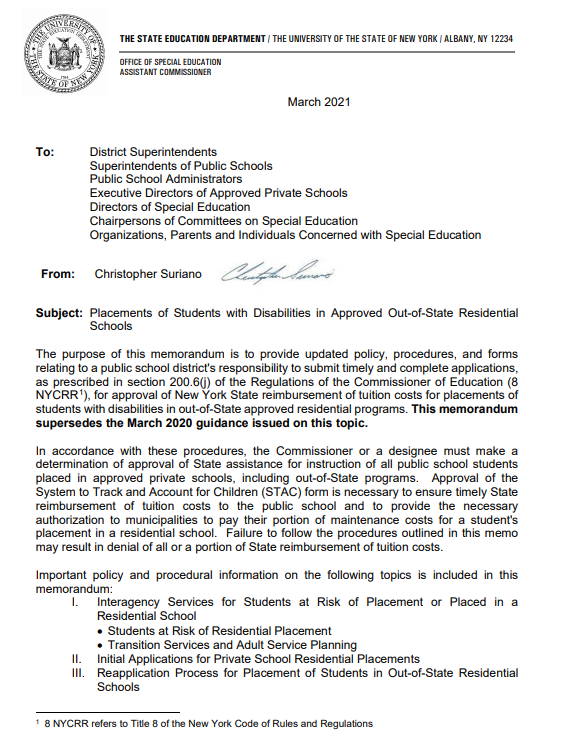 THE STATE EDUCATION DEPARTMENT / THE UNIVERSITY OF THE STATE OF NEW YORK / ALBANY, NY 12234
OFFICE OF SPECIAL EDUCATION
ASSISTANT COMMISSIONER
March 2021
To: District Superintendents
Superintendents of Public Schools
Public School Administrators
Executive Directors of Approved Private Schools
Directors of Special Education
Chairpersons of Committees on Special Education
Organizations, Parents and Individuals Concerned with Special Education
From: Christopher Suriano Christopher Suriano
Subject: Placements of Students with Disabilities in Approved Out-of-State Residential
Schools
The purpose of this memorandum is to provide updated policy, procedures, and forms
relating to a public school district's responsibility to submit timely and complete applications,
as prescribed in section 200.6(j) of the Regulations of the Commissioner of Education (8
NYCRR1), for approval of New York State reimbursement of tuition costs for placements of
students with disabilities in out-of-State approved residential programs. This memorandum
supersedes the March 2020 guidance issued on this topic.
In accordance with these procedures, the Commissioner or a designee must make a
determination of approval of State assistance for instruction of all public school students
placed in approved private schools, including out-of-State programs. Approval of the
System to Track and Account for Children (STAC) form is necessary to ensure timely State
reimbursement of tuition costs to the public school and to provide the necessary
authorization to municipalities to pay their portion of maintenance costs for a student's
placement in a residential school. Failure to follow the procedures outlined in this memo
may result in denial of all or a portion of State reimbursement of tuition costs.
Important policy and procedural information on the following topics is included in this
memorandum:
I. Interagency Services for Students at Risk of Placement or Placed in a
Residential School
• Students at Risk of Residential Placement
• Transition Services and Adult Service Planning
II. Initial Applications for Private School Residential Placements
III. Reapplication Process for Placement of Students in Out-of-State Residential
Schools
1 8 NYCRR refers to Title 8 of the New York Code of Rules and Regulations